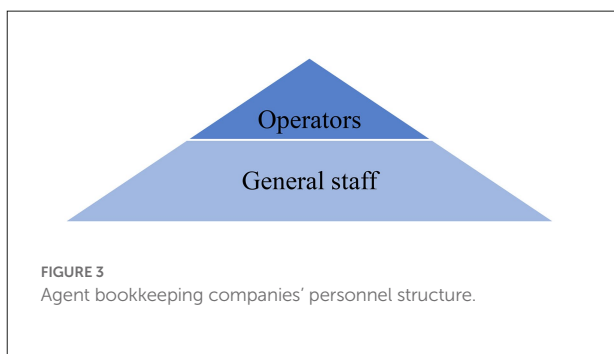 Operators
General staff
FIGURE 3
Agent bookkeeping companies' personnel structure.